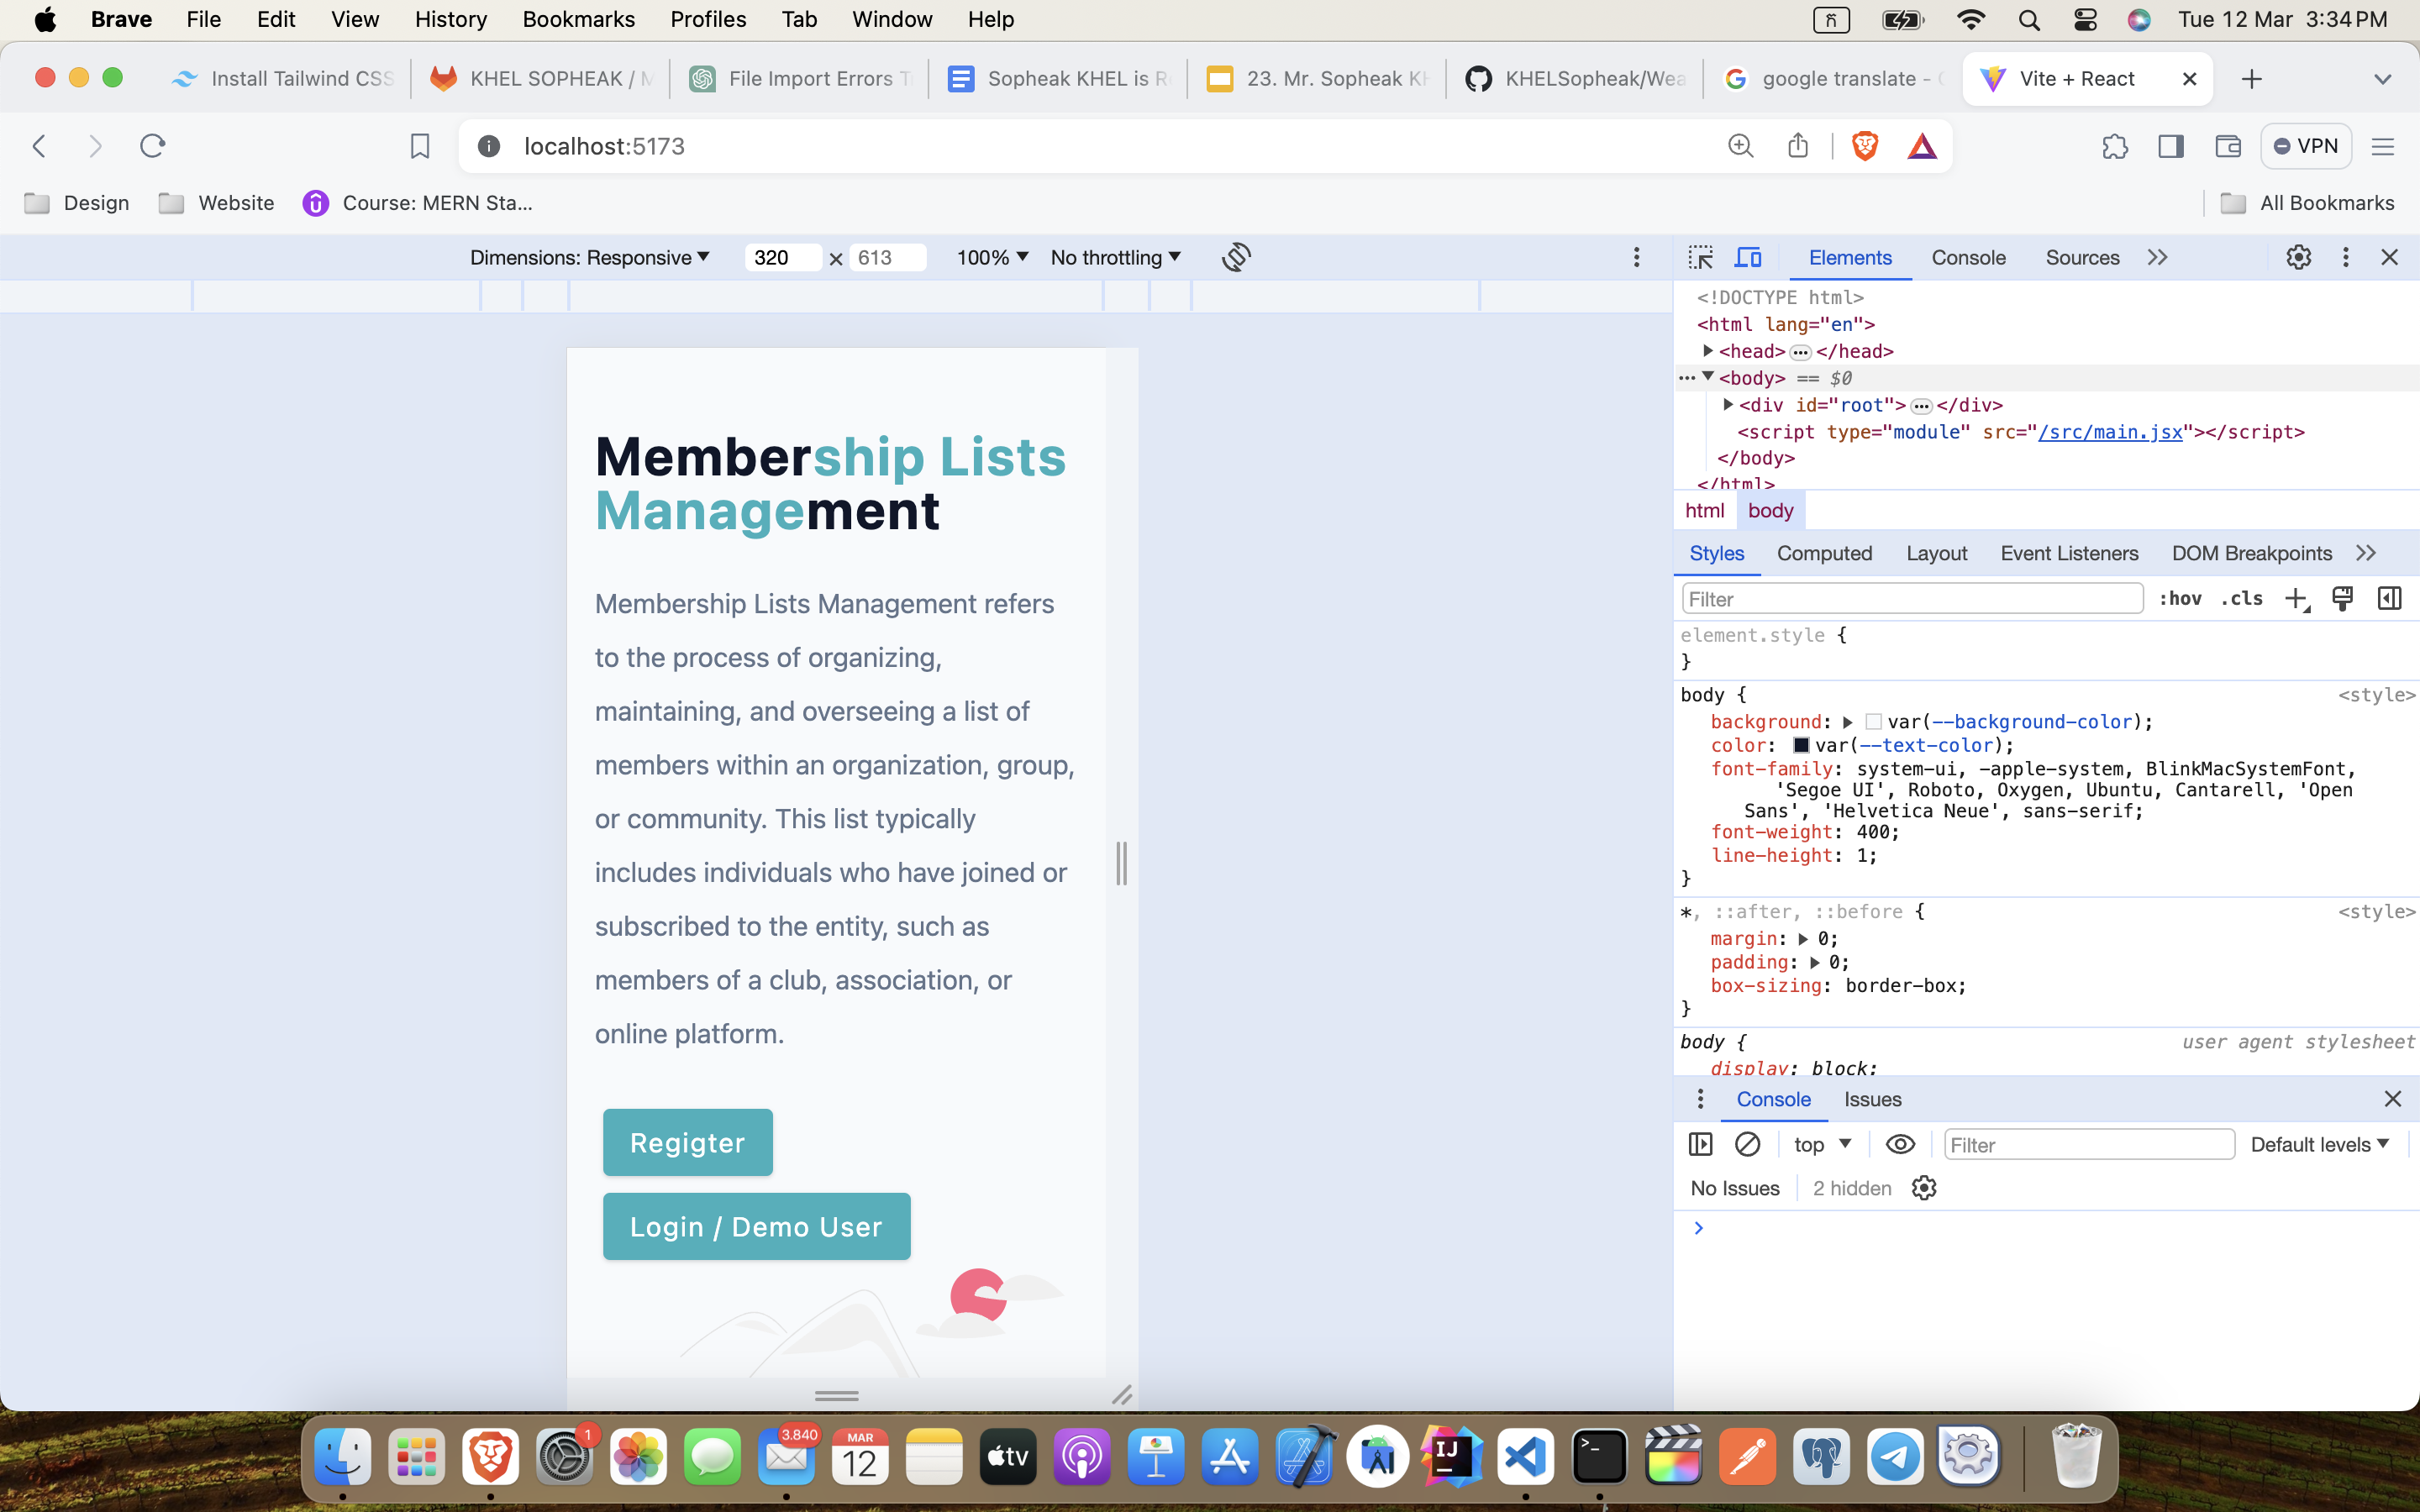 Brave File Edit View History Bookmarks Profiles Tab Window Help ñ Tue 12 Mar 3:34 PM
Install Tailwind CSS KHEL SOPHEAK / M File Import Errors T Sopheak KHEL is R 23. Mr. Sopheak KH KHELSopheak/Wea google translate - Vite + React
localhost:5173 VPN
Design Website Course: MERN Sta... All Bookmarks
Dimensions: Responsive 320 × 613 100% No throttling Elements Console Sources
<!DOCTYPE html>
<html lang="en">
<head>…</head>
… <body> == $0
<div id="root">…</div>
<script type="module" src="/src/main.jsx"></script>
</body>
</html>
html body
Styles Computed Layout Event Listeners DOM Breakpoints
Filter :hov .cls
element.style {
}
body { <style>
background: var(--background-color);
color: var(--text-color);
font-family: system-ui, -apple-system, BlinkMacSystemFont,
'Segoe UI', Roboto, Oxygen, Ubuntu, Cantarell, 'Open
Sans', 'Helvetica Neue', sans-serif;
font-weight: 400;
line-height: 1;
}
*, ::after, ::before { <style>
margin: 0;
padding: 0;
box-sizing: border-box;
}
body { user agent stylesheet
display: block;
Console Issues
top Filter Default levels
No Issues 2 hidden
Membership Lists
Management
Membership Lists Management refers
to the process of organizing,
maintaining, and overseeing a list of
members within an organization, group,
or community. This list typically
includes individuals who have joined or
subscribed to the entity, such as
members of a club, association, or
online platform.
Regigter
Login / Demo User
1 3.840 MAR 12 tv IJ